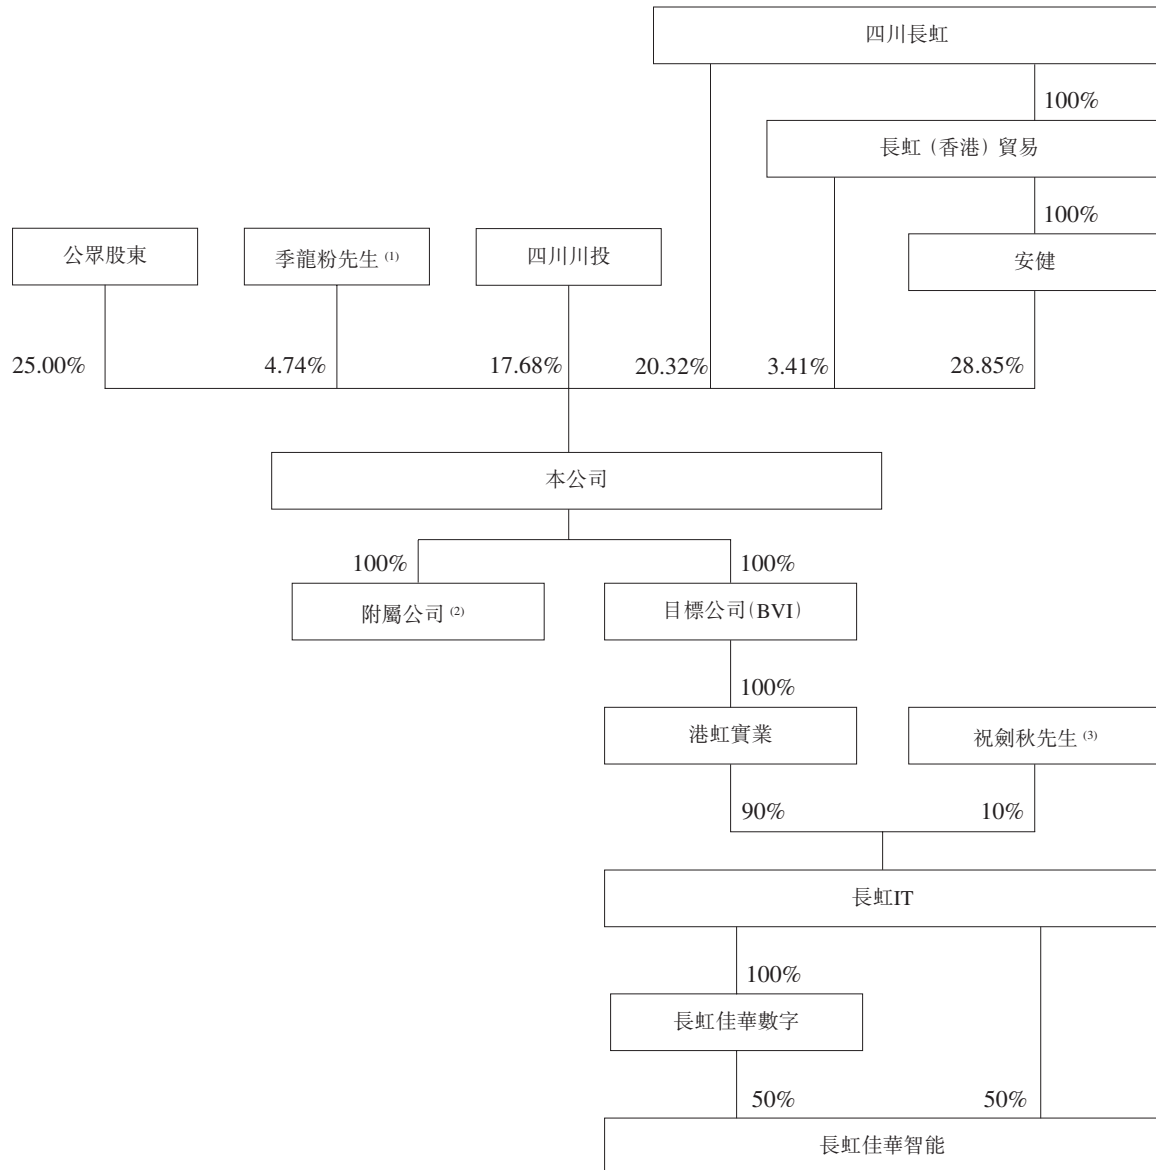 四川長虹
100%
長虹（香港）貿易
100%
公眾股東
季龍粉先生 (1)
四川川投
安健
25.00%
4.74%
17.68%
20.32%
3.41%
28.85%
本公司
100%
100%
附屬公司 (2)
目標公司(BVI)
100%
港虹實業
祝劍秋先生 (3)
90%
10%
長虹IT
100%
長虹佳華數字
50%
50%
長虹佳華智能